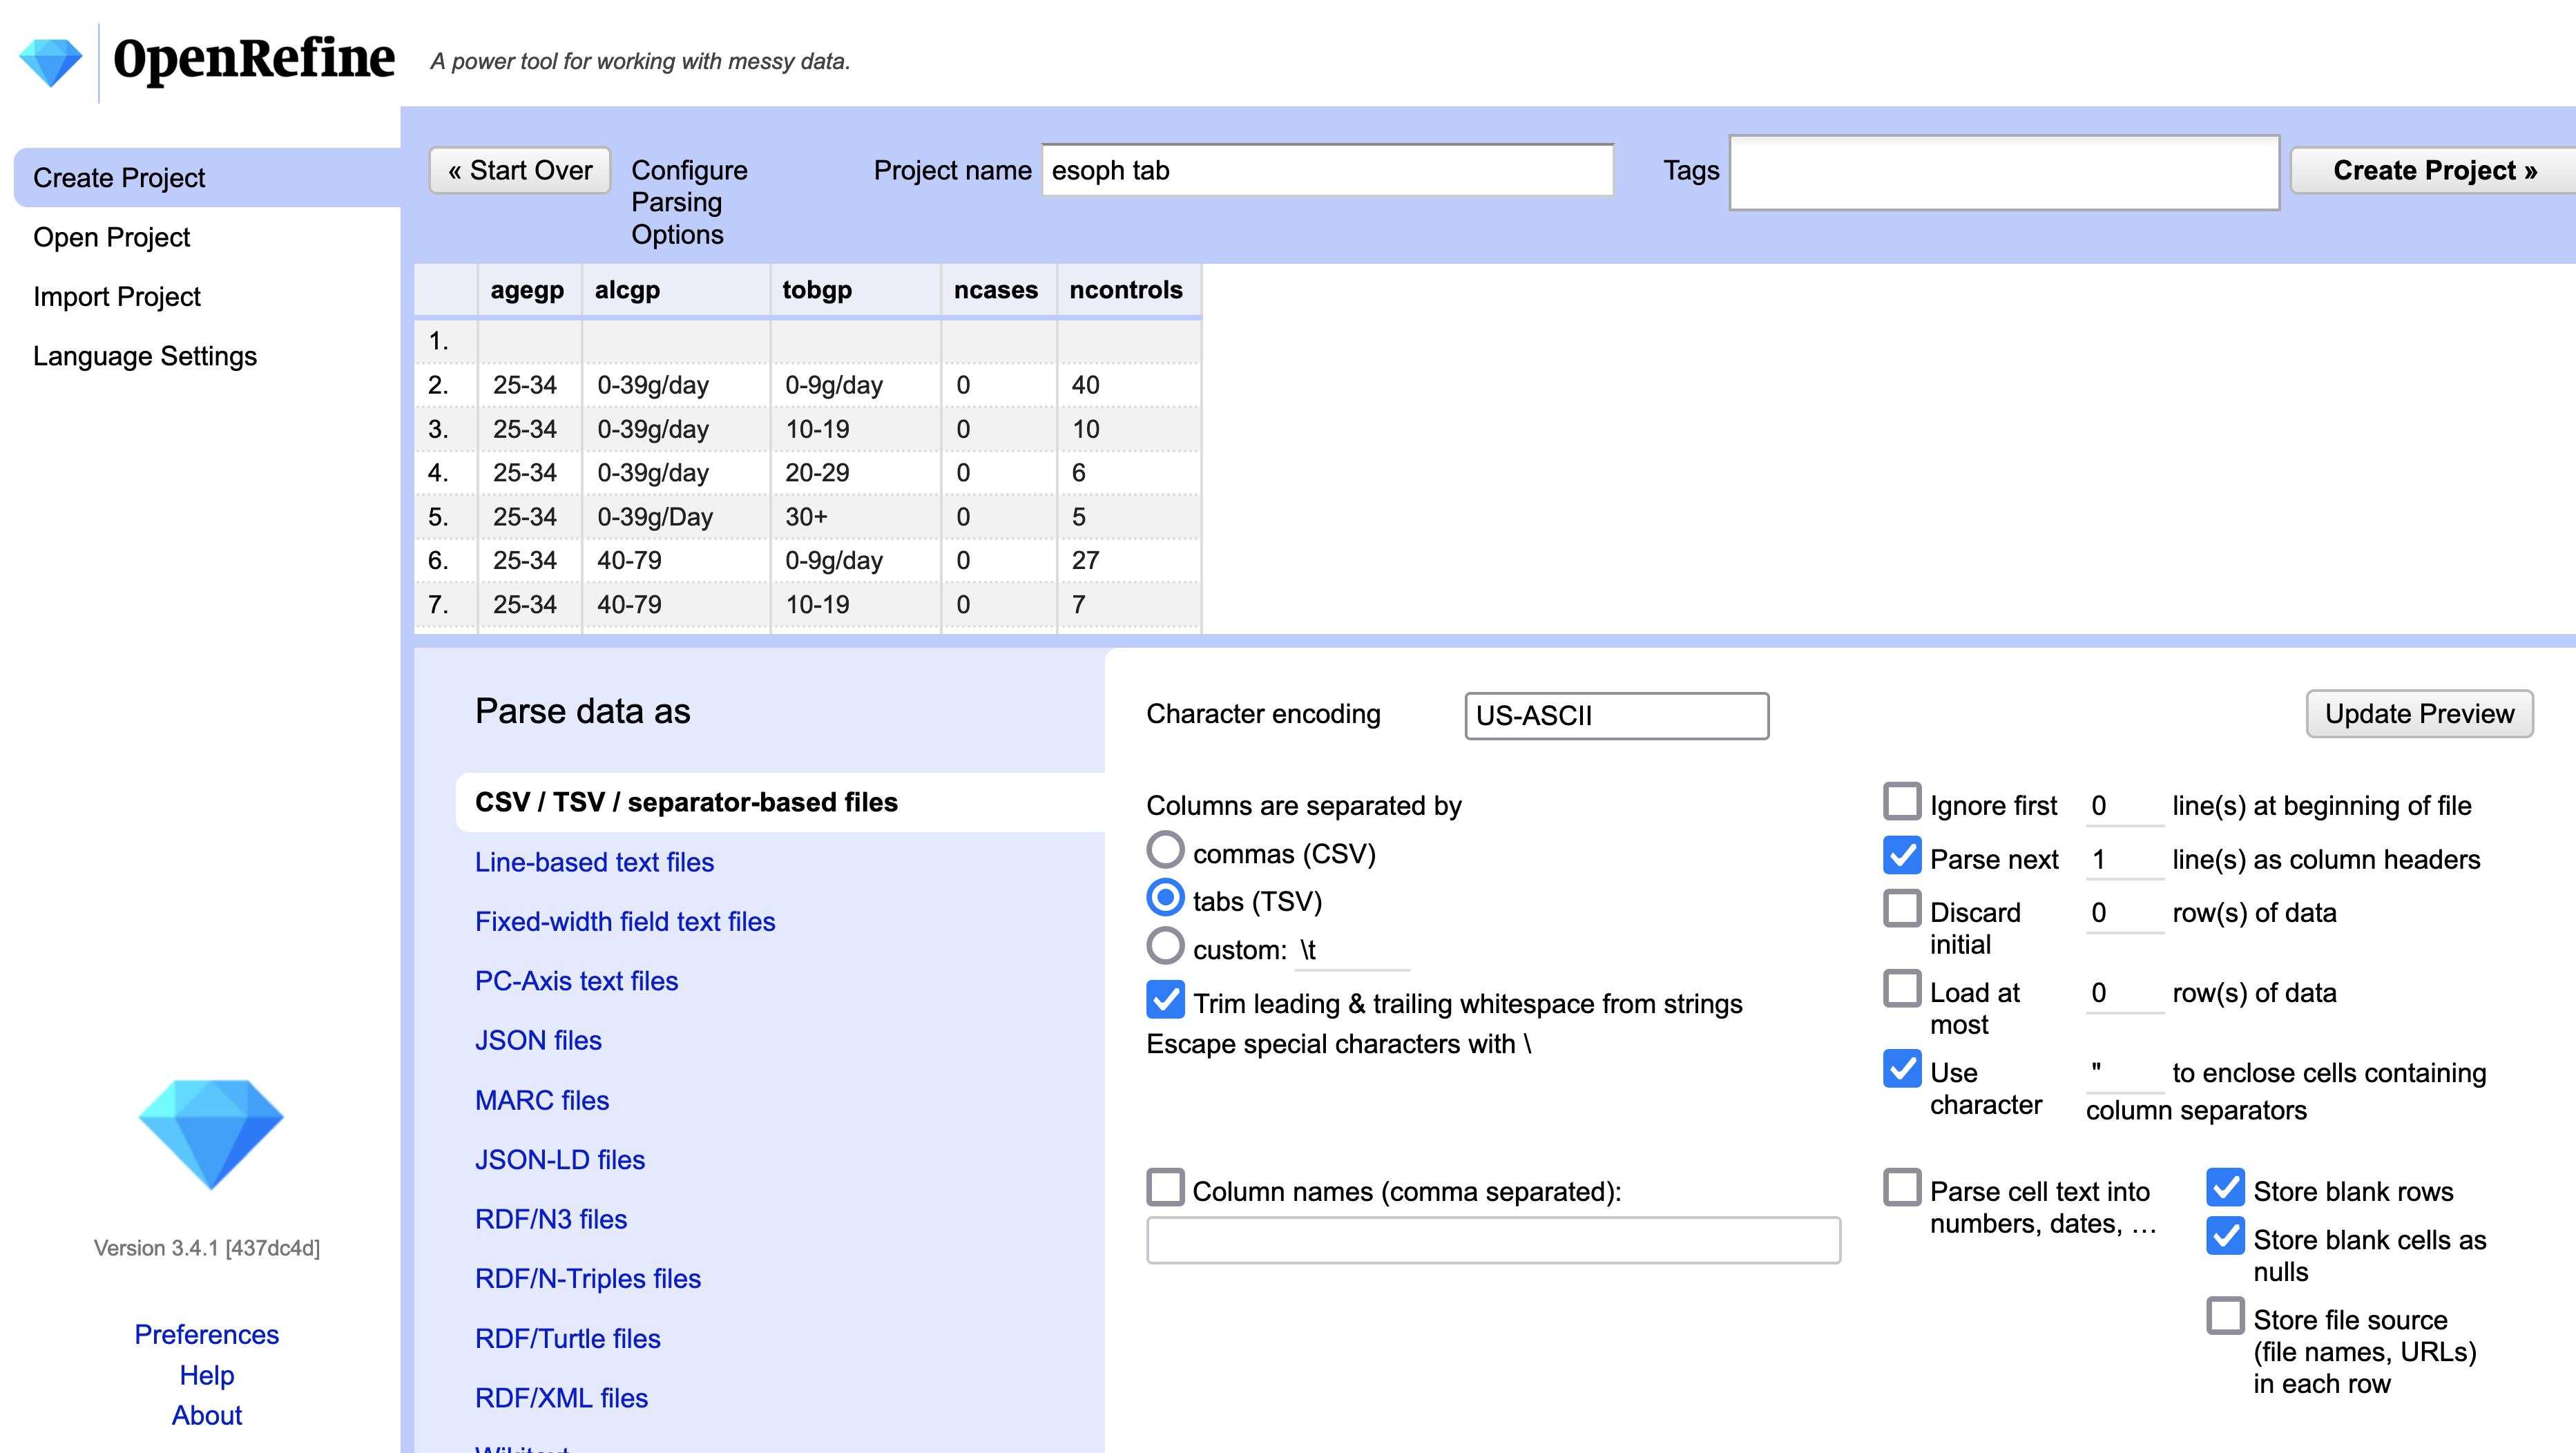 OpenRefine
A power tool for working with messy data.
Create Project
Open Project
Import Project
Language Settings
« Start Over
Configure
Parsing
Options
Project name esoph tab
Tags
Create Project »
agegp alcgp tobgp ncases ncontrols
1.
2. 25-34 0-39g/day 0-9g/day 0 40
3. 25-34 0-39g/day 10-19 0 10
4. 25-34 0-39g/day 20-29 0 6
5. 25-34 0-39g/Day 30+ 0 5
6. 25-34 40-79 0-9g/day 0 27
7. 25-34 40-79 10-19 0 7
Parse data as
CSV / TSV / separator-based files
Line-based text files
Fixed-width field text files
PC-Axis text files
JSON files
MARC files
JSON-LD files
RDF/N3 files
RDF/N-Triples files
RDF/Turtle files
RDF/XML files
Wikitext
Character encoding US-ASCII
Update Preview
Columns are separated by
commas (CSV)
tabs (TSV)
custom: \t
Trim leading & trailing whitespace from strings
Escape special characters with \
Column names (comma separated):
Ignore first 0 line(s) at beginning of file
Parse next 1 line(s) as column headers
Discard 0 row(s) of data
initial
Load at 0 row(s) of data
most
Use " to enclose cells containing
character column separators
Parse cell text into
numbers, dates, …
Store blank rows
Store blank cells as
nulls
Store file source
(file names, URLs)
in each row
Version 3.4.1 [437dc4d]
Preferences
Help
About